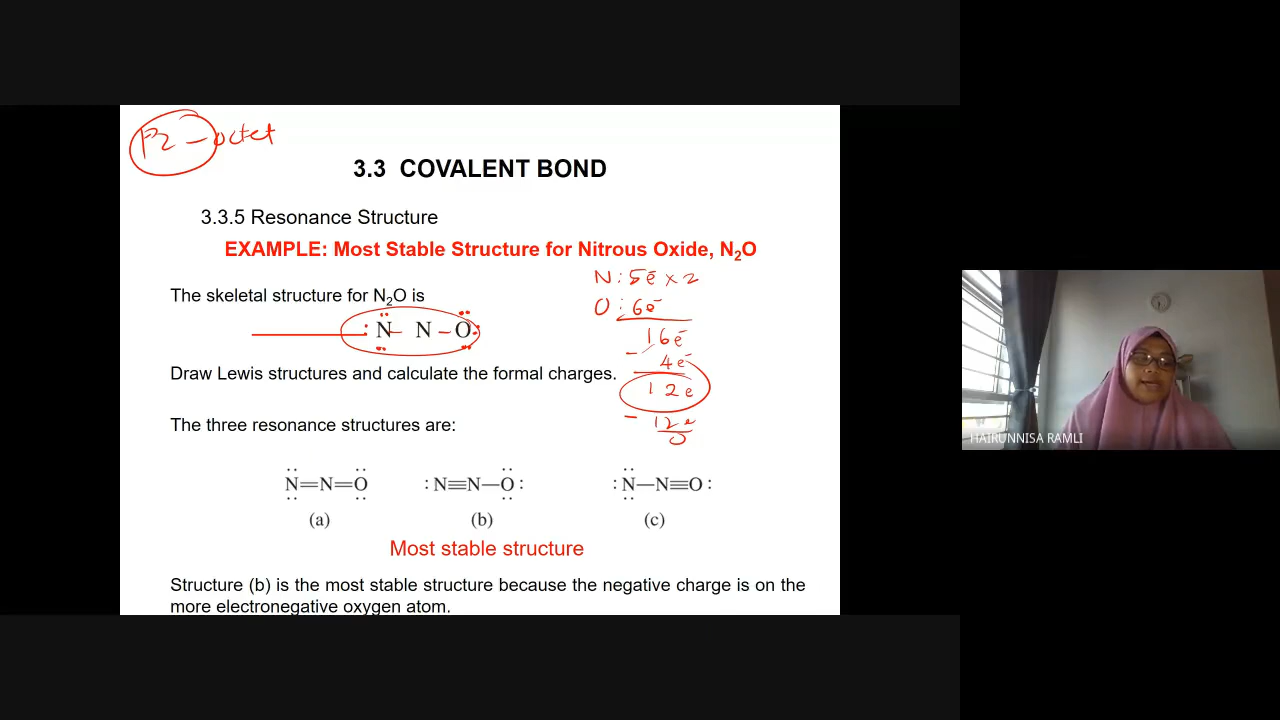 P2 - octet
3.3 COVALENT BOND
3.3.5 Resonance Structure
EXAMPLE: Most Stable Structure for Nitrous Oxide, N₂O
N : 5e⁻ × 2
The skeletal structure for N₂O is
O : 6e⁻
N - N - O
16e⁻
- 4e⁻
Draw Lewis structures and calculate the formal charges.
12e
- 12e
The three resonance structures are:
0
N=N=O :N≡N—O: :N—N≡O:
(a) (b) (c)
Most stable structure
Structure (b) is the most stable structure because the negative charge is on the
more electronegative oxygen atom.
HAIRUNNISA RAMLI